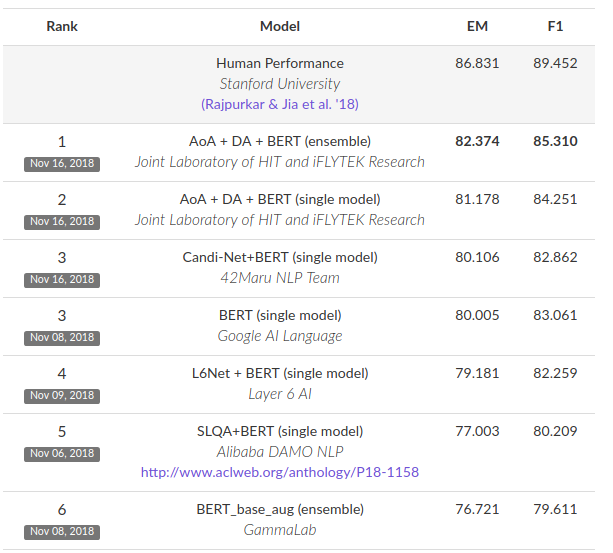 Rank Model EM F1
Human Performance 86.831 89.452
Stanford University
(Rajpurkar & Jia et al. '18)
1 AoA + DA + BERT (ensemble) 82.374 85.310
Nov 16, 2018 Joint Laboratory of HIT and iFLYTEK Research
2 AoA + DA + BERT (single model) 81.178 84.251
Nov 16, 2018 Joint Laboratory of HIT and iFLYTEK Research
3 Candi-Net+BERT (single model) 80.106 82.862
Nov 16, 2018 42Maru NLP Team
3 BERT (single model) 80.005 83.061
Nov 08, 2018 Google AI Language
4 L6Net + BERT (single model) 79.181 82.259
Nov 09, 2018 Layer 6 AI
5 SLQA+BERT (single model) 77.003 80.209
Nov 06, 2018 Alibaba DAMO NLP
http://www.aclweb.org/anthology/P18-1158
6 BERT_base_aug (ensemble) 76.721 79.611
Nov 08, 2018 GammaLab